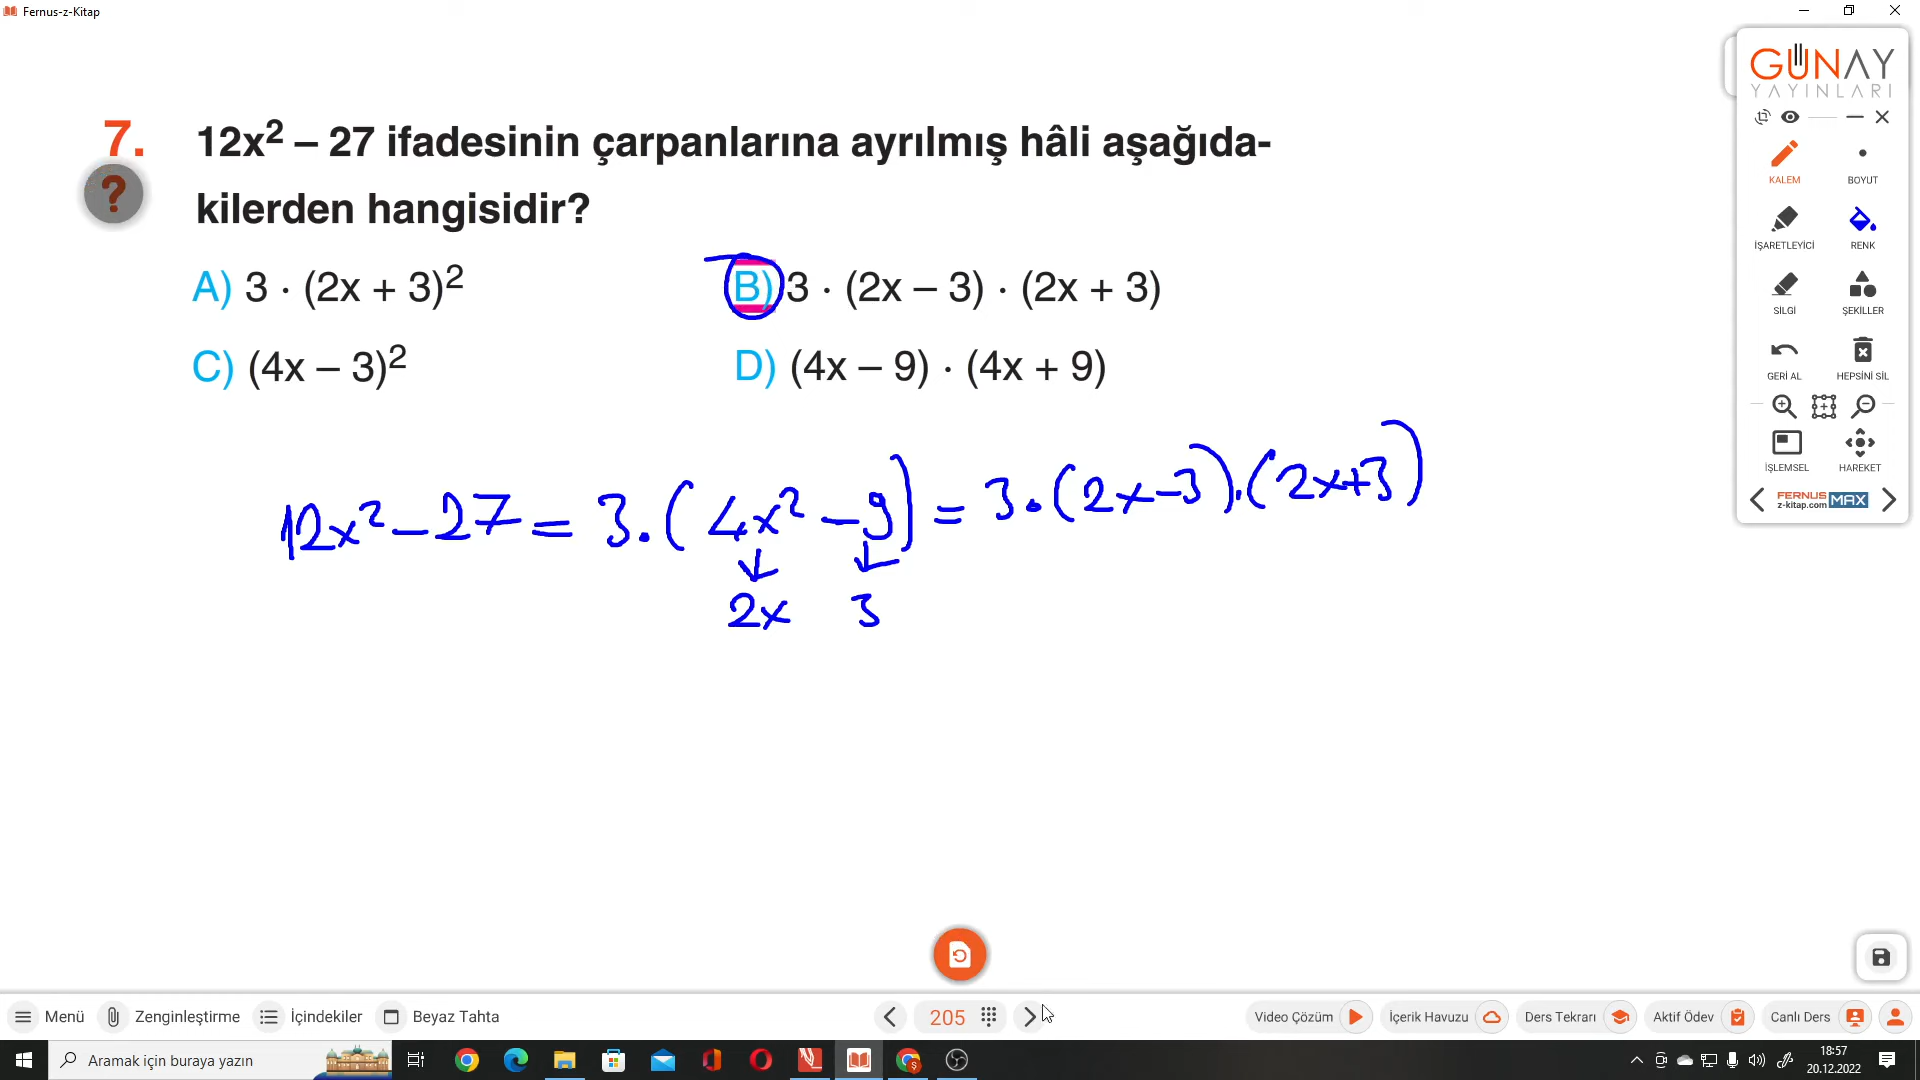 Fernus-z-Kitap
GÜNAY
YAYINLARI
7. 12x² – 27 ifadesinin çarpanlarına ayrılmış hâli aşağıda-
? kilerden hangisidir?
A) 3 · (2x + 3)²
B) 3 · (2x – 3) · (2x + 3)
C) (4x – 3)²
D) (4x – 9) · (4x + 9)
12x² – 27 = 3.(4x² – 9) = 3.(2x–3).(2x+3)
2x 3
KALEM
BOYUT
İŞARETLEYİCİ
RENK
SİLGİ
ŞEKİLLER
GERİ AL
HEPSİNİ SİL
İŞLEMSEL
HAREKET
FERNUS
z-kitap.com MAX
Menü
Zenginleştirme
İçindekiler
Beyaz Tahta
205
Video Çözüm
İçerik Havuzu
Ders Tekrarı
Aktif Ödev
Canlı Ders
Aramak için buraya yazın
18:57
20.12.2022